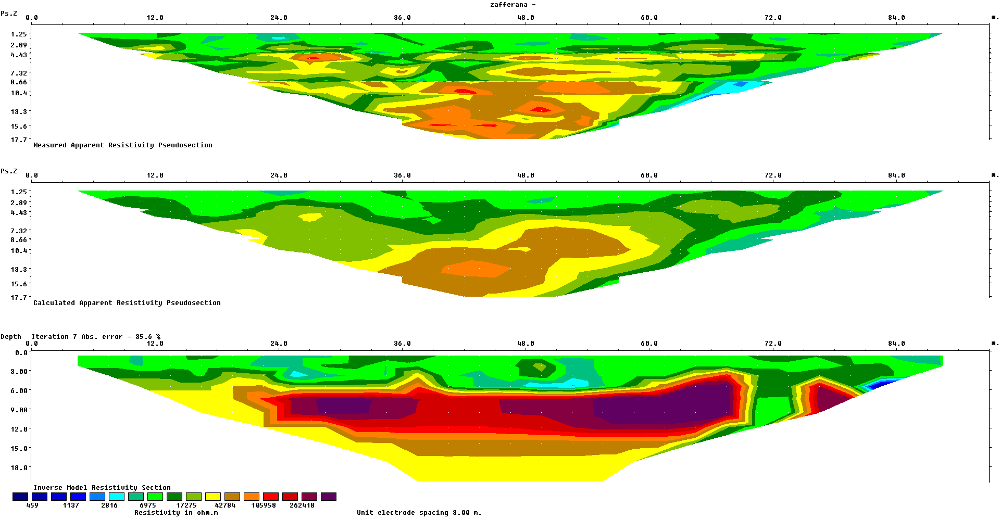 zafferana -
Ps.Z 0.0 12.0 24.0 36.0 48.0 60.0 72.0 84.0 m.
1.25
2.89
4.43
7.32
8.66
10.4
13.3
15.6
17.7
Measured Apparent Resistivity Pseudosection
Ps.Z 0.0 12.0 24.0 36.0 48.0 60.0 72.0 84.0 m.
1.25
2.89
4.43
7.32
8.66
10.4
13.3
15.6
17.7
Calculated Apparent Resistivity Pseudosection
Depth Iteration 7 Abs. error = 35.6 %
0.0 12.0 24.0 36.0 48.0 60.0 72.0 84.0 m.
0.0
3.00
6.00
9.00
12.0
15.0
18.0
Inverse Model Resistivity Section
459 1137 2816 6975 17275 42784 105958 262418
Resistivity in ohm.m Unit electrode spacing 3.00 m.